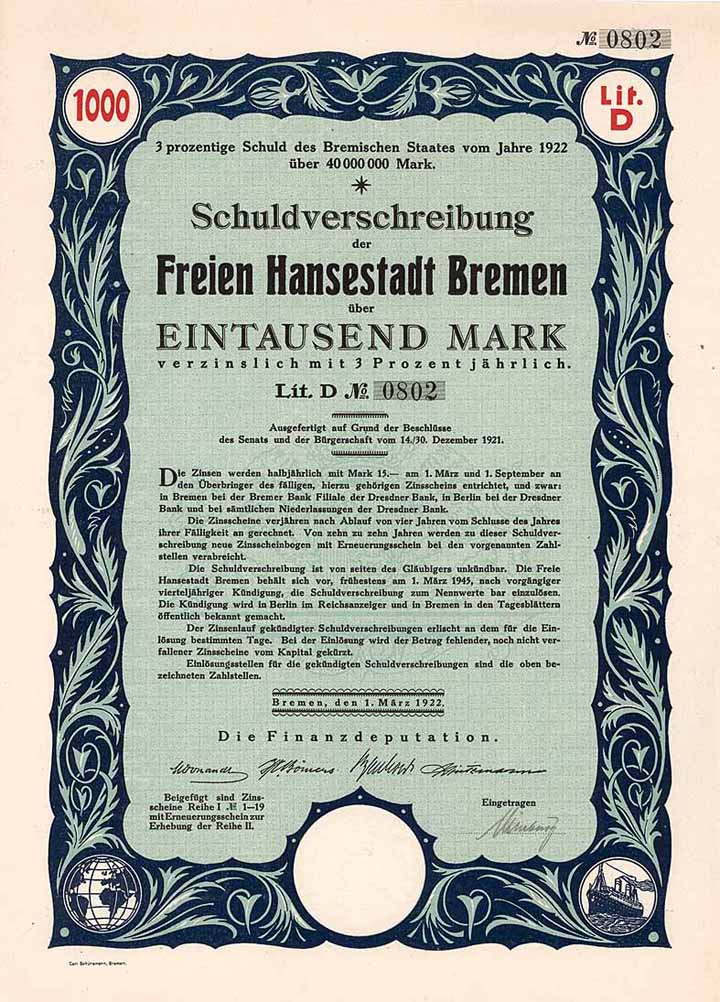 № 0802
1000
Lit.
D
3 prozentige Schuld des Bremischen Staates vom Jahre 1922
über 40 000 000 Mark.
Schuldverschreibung
der
Freien Hansestadt Bremen
über
EINTAUSEND MARK
verzinslich mit 3 Prozent jährlich.
Lit. D № 0802
Ausgefertigt auf Grund der Beschlüsse
des Senats und der Bürgerschaft vom 14./30. Dezember 1921.
Die Zinsen werden halbjährlich mit Mark 15.— am 1. März und 1. September an
den Überbringer des fälligen, hierzu gehörigen Zinsscheins entrichtet, und zwar:
in Bremen bei der Bremer Bank Filiale der Dresdner Bank, in Berlin bei der Dresdner
Bank und bei sämtlichen Niederlassungen der Dresdner Bank.
Die Zinsscheine verjähren nach Ablauf von vier Jahren vom Schlusse des Jahres
ihrer Fälligkeit an gerechnet. Von zehn zu zehn Jahren werden zu dieser Schuldver-
schreibung neue Zinsscheinbogen mit Erneuerungsschein bei den vorgenannten Zahl-
stellen verabreicht.
Die Schuldverschreibung ist von seiten des Gläubigers unkündbar. Die Freie
Hansestadt Bremen behält sich vor, frühestens am 1. März 1945, nach vorgängiger
vierteljähriger Kündigung, die Schuldverschreibung zum Nennwerte bar einzulösen.
Die Kündigung wird in Berlin im Reichsanzeiger und in Bremen in den Tagesblättern
öffentlich bekannt gemacht.
Der Zinsenlauf gekündigter Schuldverschreibungen erlischt an dem für die Ein-
lösung bestimmten Tage. Bei der Einlösung wird der Betrag fehlender, noch nicht ver-
fallener Zinsscheine vom Kapital gekürzt.
Einlösungsstellen für die gekündigten Schuldverschreibungen sind die oben be-
zeichneten Zahlstellen.
Bremen, den 1. März 1922.
Die Finanzdeputation.
Beigefügt sind Zins-
scheine Reihe I № 1—19
mit Erneuerungsschein zur
Erhebung der Reihe II.
Eingetragen
Carl Schünemann, Bremen.